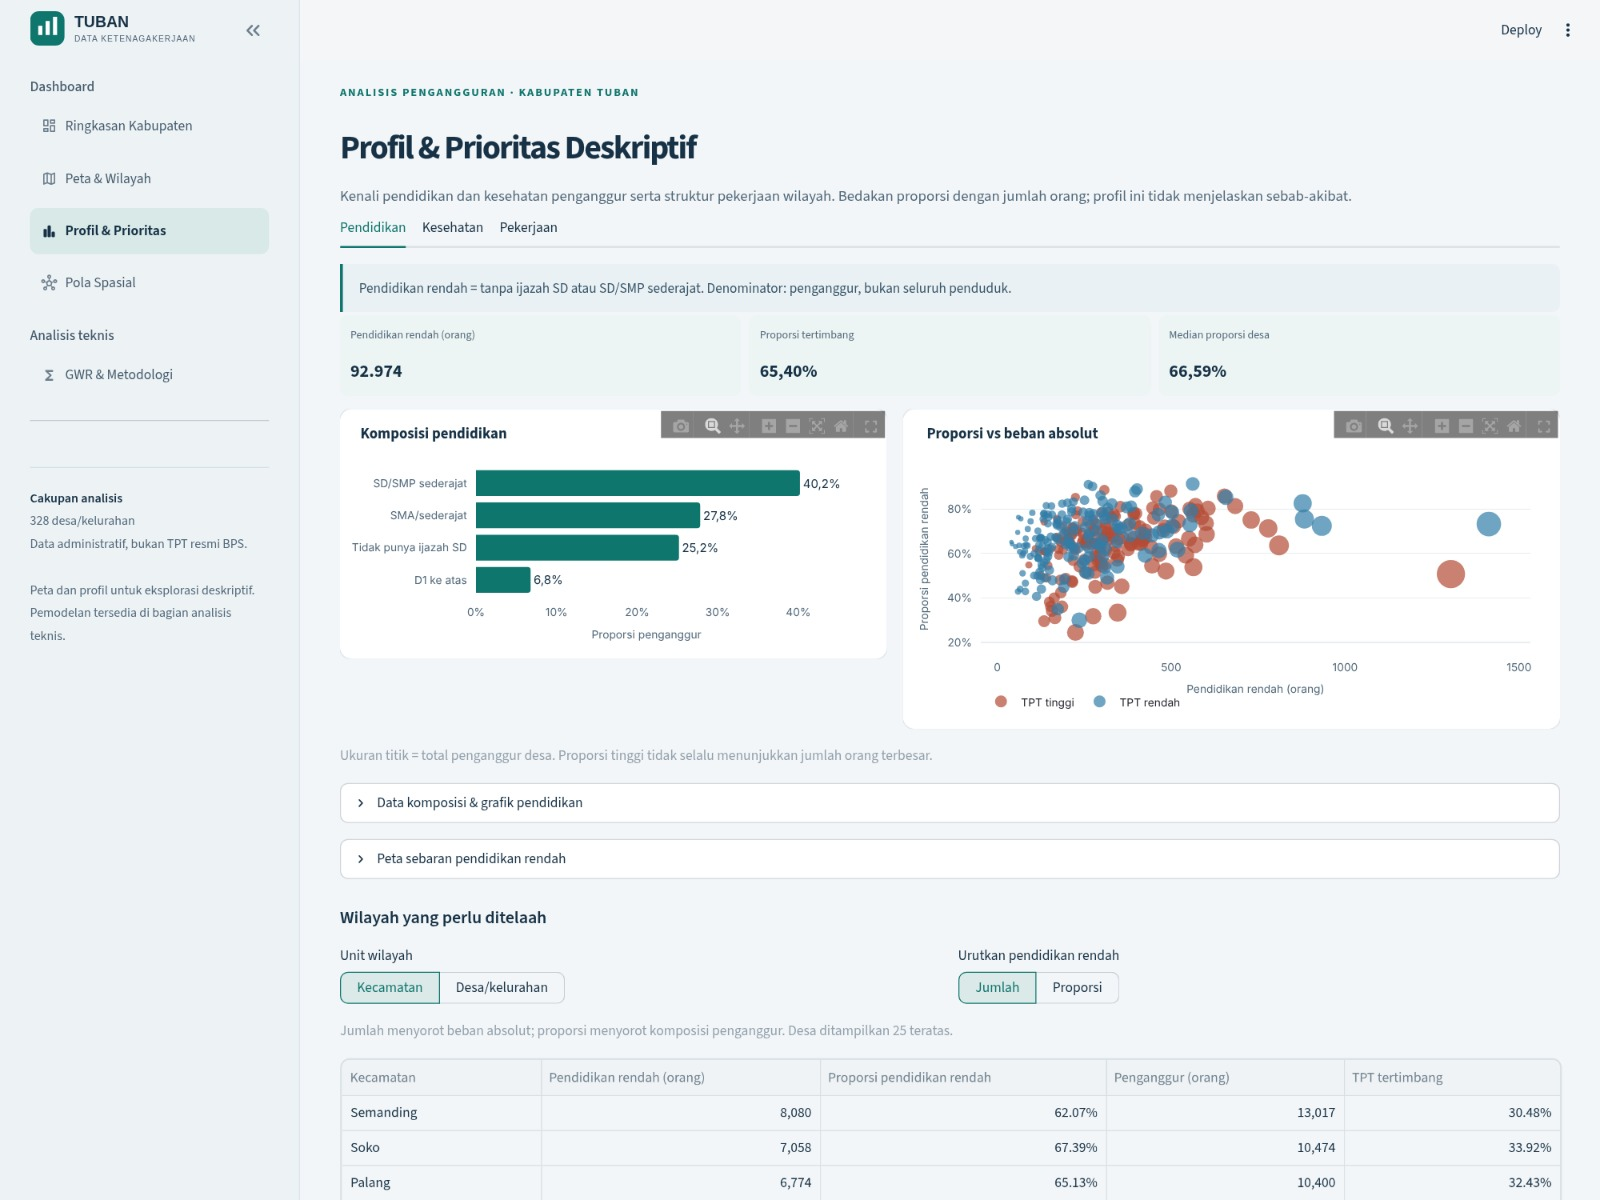 TUBAN
DATA KETENAGAKERJAAN
Dashboard
Ringkasan Kabupaten
Peta & Wilayah
Profil & Prioritas
Pola Spasial
Analisis teknis
GWR & Metodologi
Cakupan analisis
328 desa/kelurahan
Data administratif, bukan TPT resmi BPS.
Peta dan profil untuk eksplorasi deskriptif.
Pemodelan tersedia di bagian analisis
teknis.
Deploy
ANALISIS PENGANGGURAN · KABUPATEN TUBAN
Profil & Prioritas Deskriptif
Kenali pendidikan dan kesehatan penganggur serta struktur pekerjaan wilayah. Bedakan proporsi dengan jumlah orang; profil ini tidak menjelaskan sebab-akibat.
Pendidikan Kesehatan Pekerjaan
Pendidikan rendah = tanpa ijazah SD atau SD/SMP sederajat. Denominator: penganggur, bukan seluruh penduduk.
Pendidikan rendah (orang)
92.974
Proporsi tertimbang
65,40%
Median proporsi desa
66,59%
Komposisi pendidikan
SD/SMP sederajat 40,2%
SMA/sederajat 27,8%
Tidak punya ijazah SD 25,2%
D1 ke atas 6,8%
0% 10% 20% 30% 40%
Proporsi penganggur
Proporsi vs beban absolut
Proporsi pendidikan rendah
80%
60%
40%
20%
0 500 1000 1500
Pendidikan rendah (orang)
TPT tinggi TPT rendah
Ukuran titik = total penganggur desa. Proporsi tinggi tidak selalu menunjukkan jumlah orang terbesar.
Data komposisi & grafik pendidikan
Peta sebaran pendidikan rendah
Wilayah yang perlu ditelaah
Unit wilayah
Kecamatan Desa/kelurahan
Urutkan pendidikan rendah
Jumlah Proporsi
Jumlah menyorot beban absolut; proporsi menyorot komposisi penganggur. Desa ditampilkan 25 teratas.
Kecamatan Pendidikan rendah (orang) Proporsi pendidikan rendah Penganggur (orang) TPT tertimbang
Semanding 8,080 62.07% 13,017 30.48%
Soko 7,058 67.39% 10,474 33.92%
Palang 6,774 65.13% 10,400 32.43%